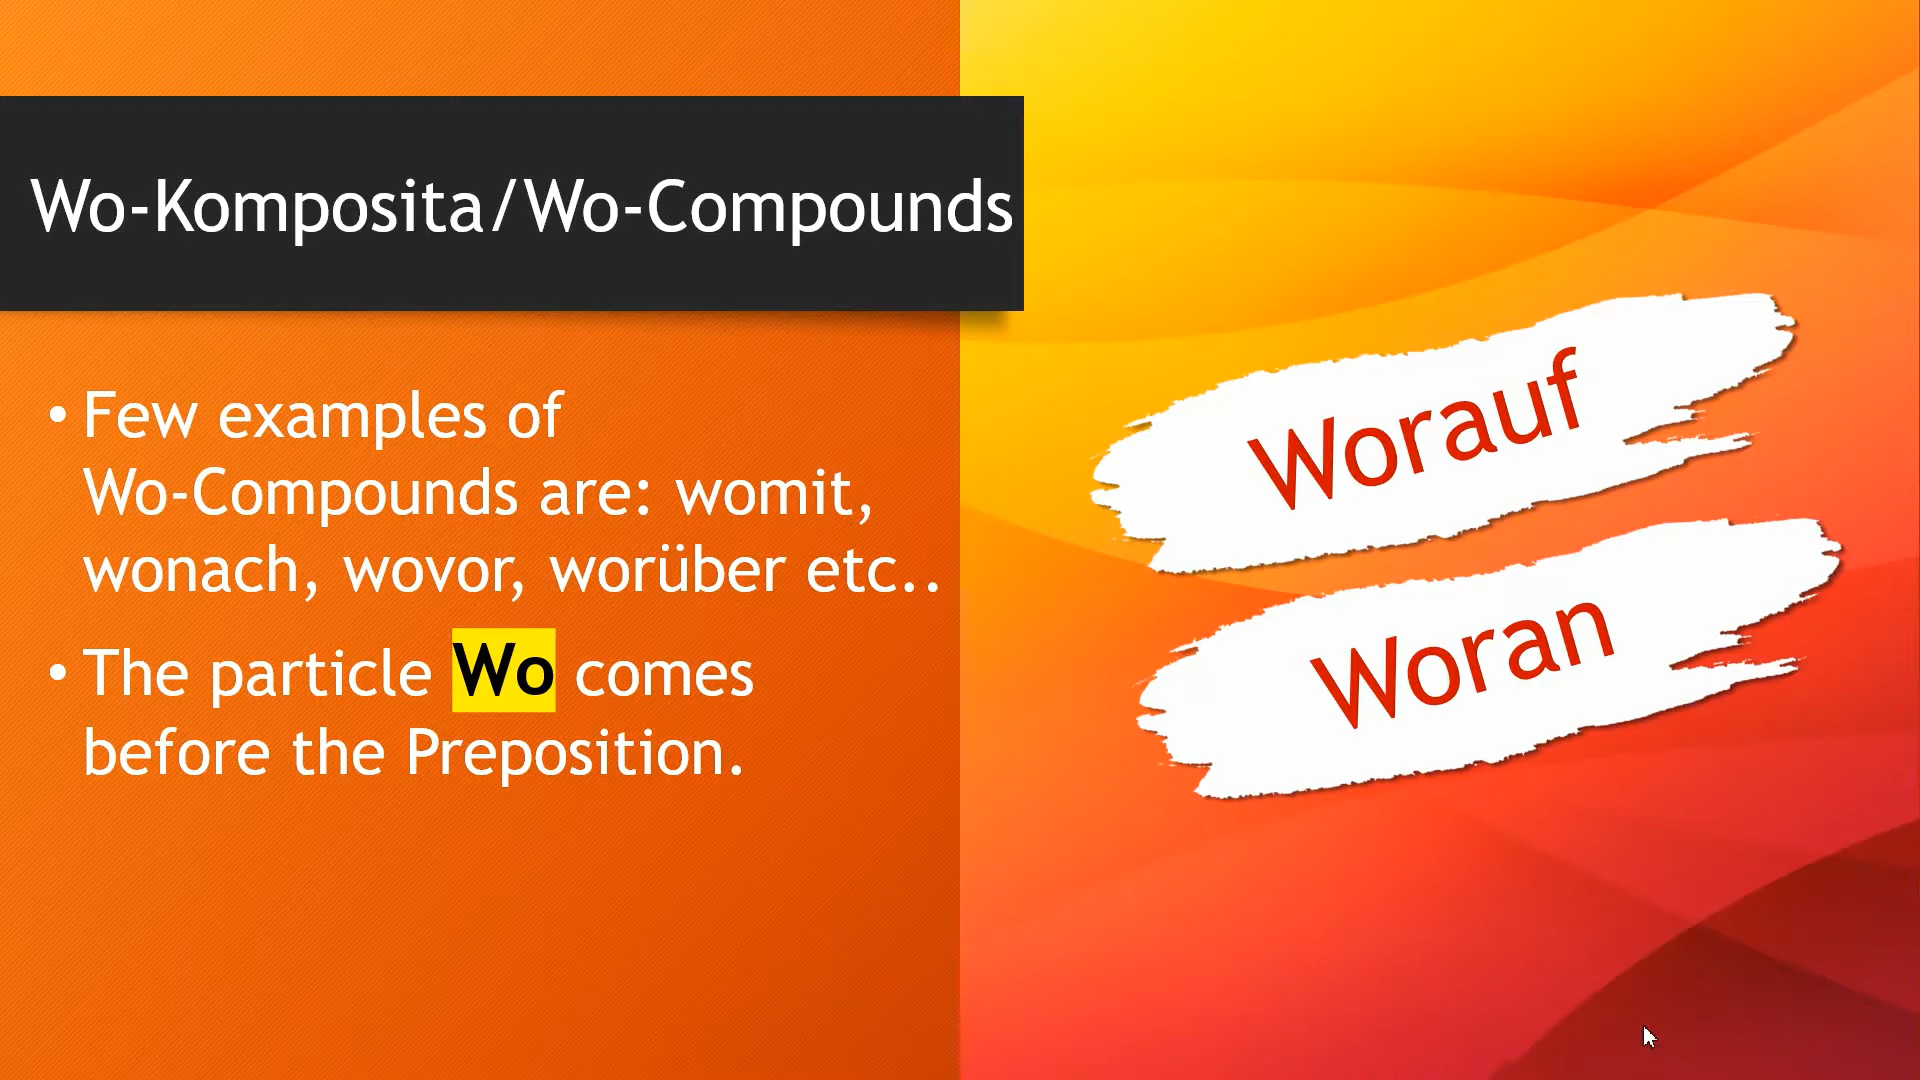 Wo-Komposita/Wo-Compounds
• Few examples of
Wo-Compounds are: womit,
wonach, wovor, worüber etc..
• The particle Wo comes
before the Preposition.
Worauf
Woran